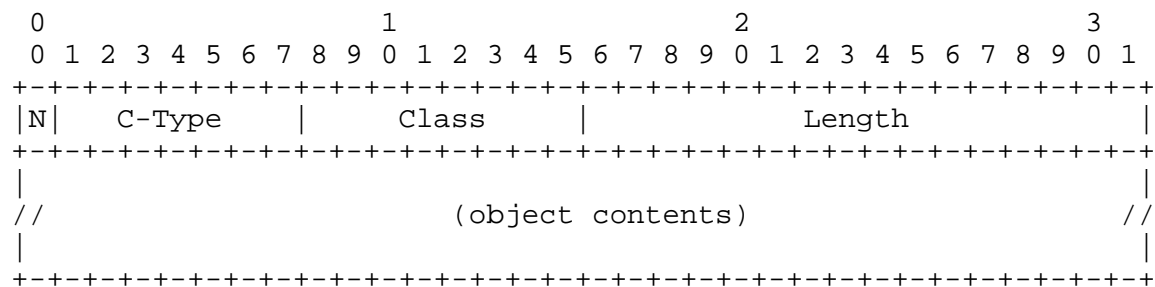 0                   1                   2                   3
 0 1 2 3 4 5 6 7 8 9 0 1 2 3 4 5 6 7 8 9 0 1 2 3 4 5 6 7 8 9 0 1
+-+-+-+-+-+-+-+-+-+-+-+-+-+-+-+-+-+-+-+-+-+-+-+-+-+-+-+-+-+-+-+-+
|N|   C-Type    |     Class     |            Length             |
+-+-+-+-+-+-+-+-+-+-+-+-+-+-+-+-+-+-+-+-+-+-+-+-+-+-+-+-+-+-+-+-+
|                                                               |
//                       (object contents)                     //
|                                                               |
+-+-+-+-+-+-+-+-+-+-+-+-+-+-+-+-+-+-+-+-+-+-+-+-+-+-+-+-+-+-+-+-+